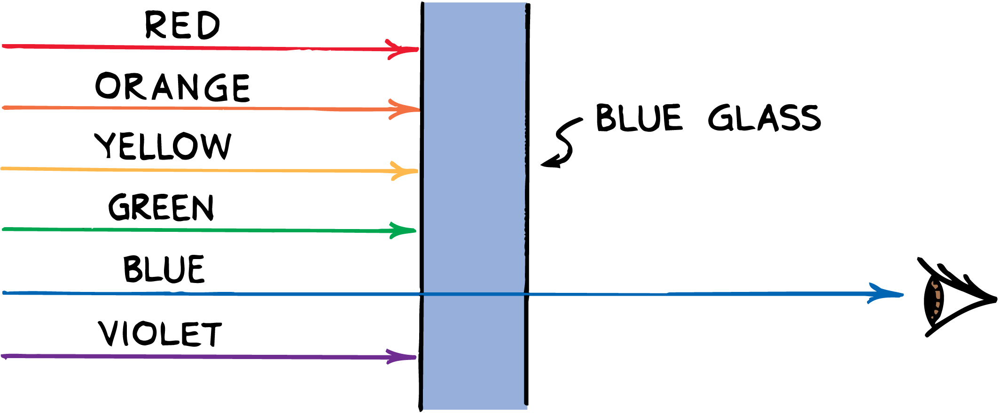 RED
ORANGE
YELLOW
GREEN
BLUE
VIOLET
BLUE GLASS